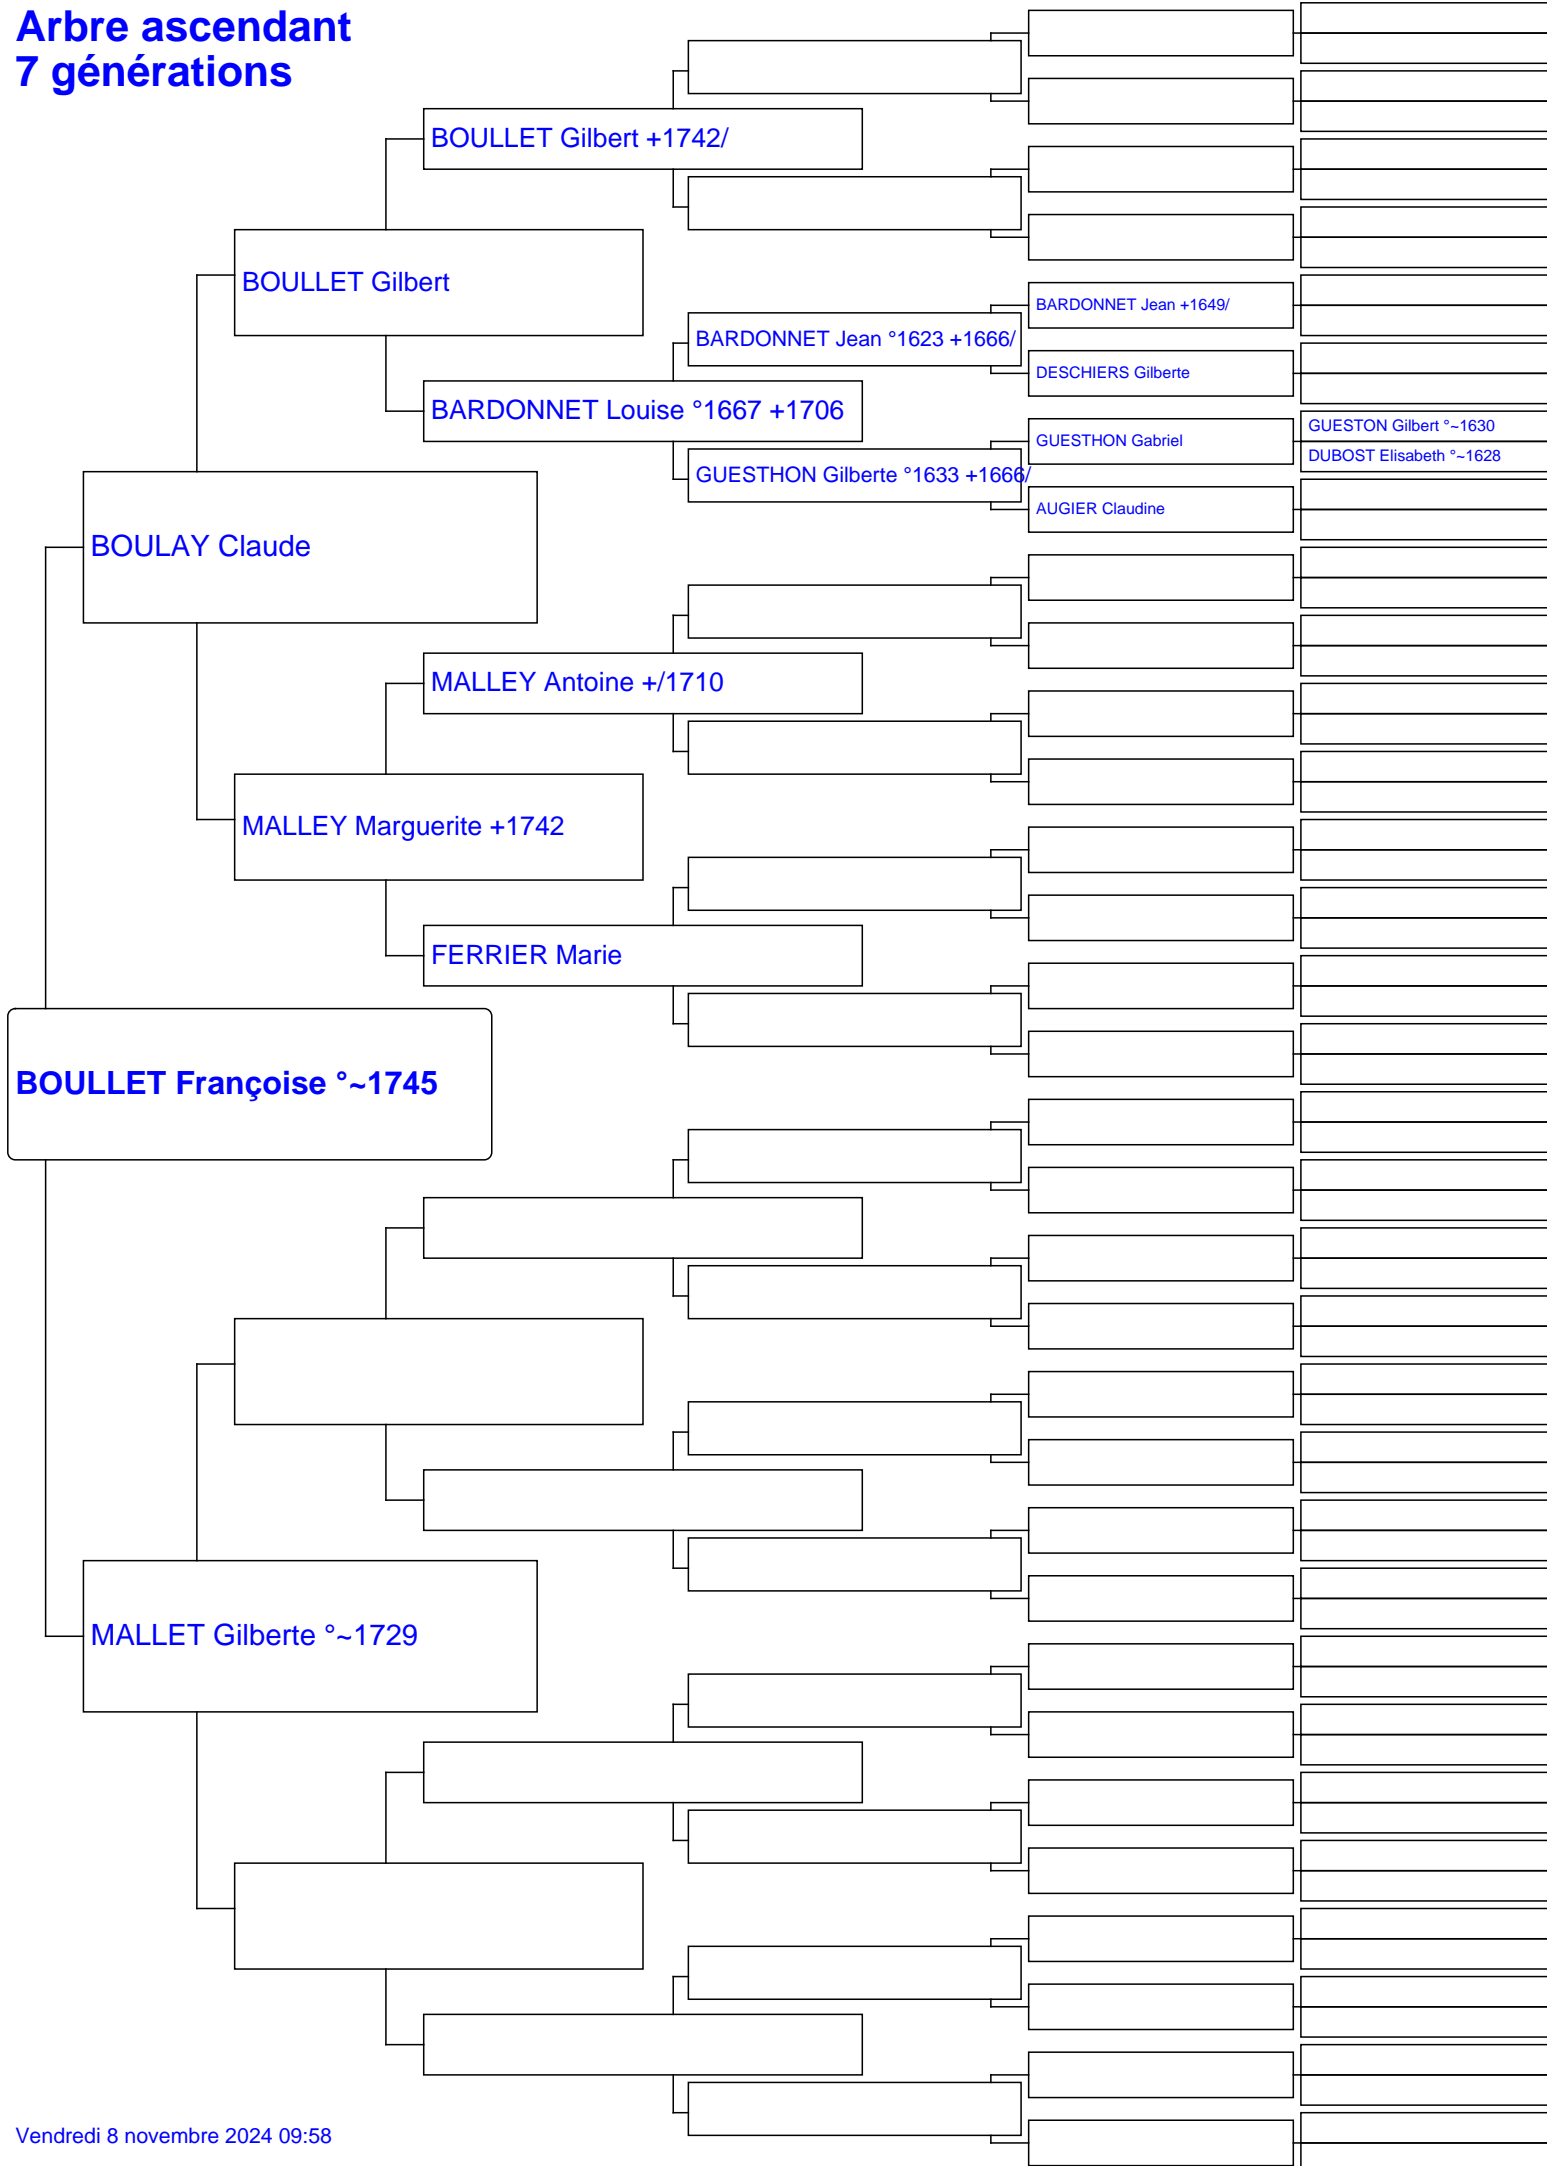 Arbre ascendant
7 générations
BOULLET Gilbert +1742/
BOULLET Gilbert
BARDONNET Jean +1649/
BARDONNET Jean °1623 +1666/
DESCHIERS Gilberte
BARDONNET Louise °1667 +1706
GUESTON Gilbert °~1630
GUESTHON Gabriel
DUBOST Elisabeth °~1628
GUESTHON Gilberte °1633 +1666/
AUGIER Claudine
BOULAY Claude
MALLEY Antoine +/1710
MALLEY Marguerite +1742
FERRIER Marie
BOULLET Françoise °~1745
MALLET Gilberte °~1729
Vendredi 8 novembre 2024 09:58